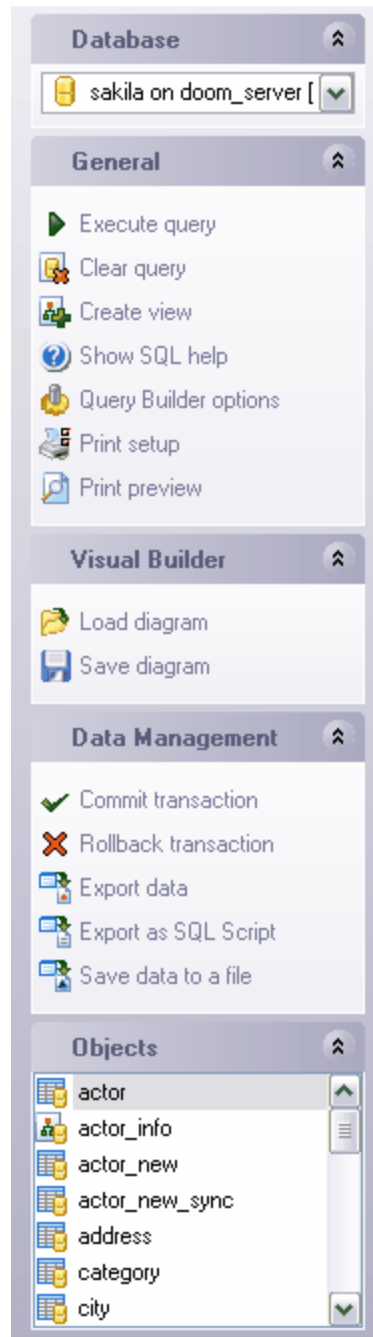 Database
sakila on doom_server [
General
Execute query
Clear query
Create view
Show SQL help
Query Builder options
Print setup
Print preview
Visual Builder
Load diagram
Save diagram
Data Management
Commit transaction
Rollback transaction
Export data
Export as SQL Script
Save data to a file
Objects
actor
actor_info
actor_new
actor_new_sync
address
category
city